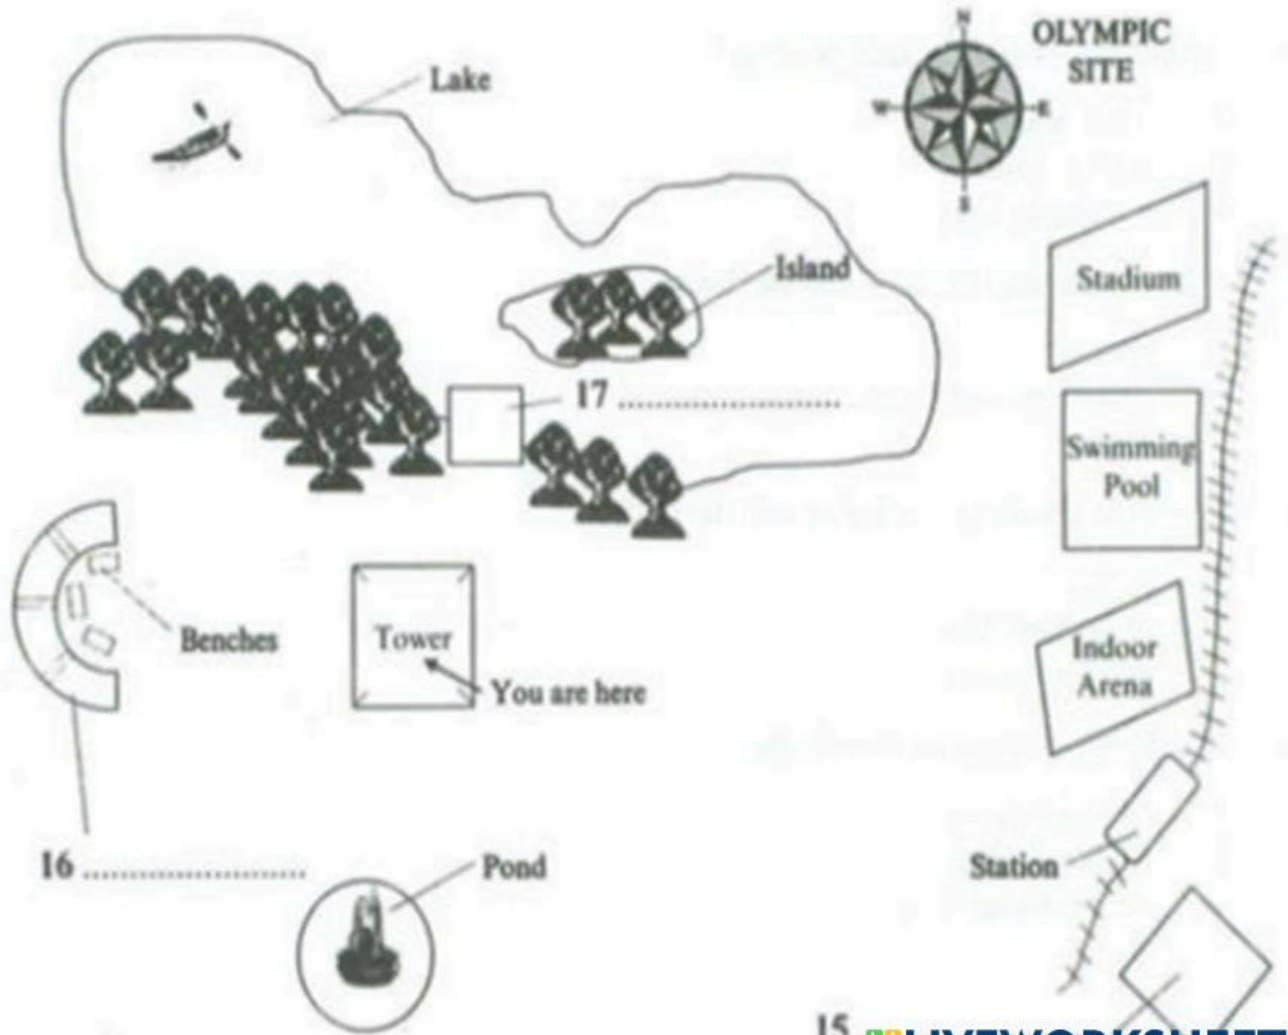 N
OLYMPIC
SITE
Lake
W
E
S
Island
Stadium
17 ........................
Swimming
Pool
Benches
Tower
You are here
Indoor
Arena
16 ........................
Pond
Station
15
LIVEWORKSHEETS